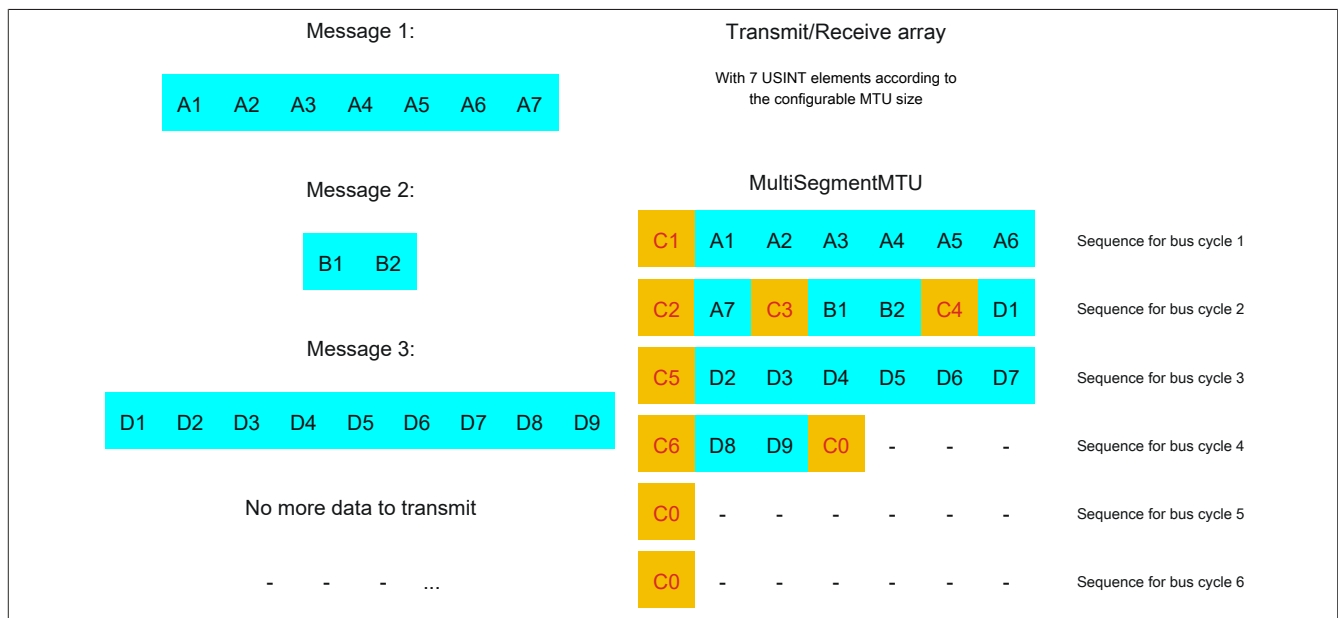 Message 1:
A1 A2 A3 A4 A5 A6 A7
Message 2:
B1 B2
Message 3:
D1 D2 D3 D4 D5 D6 D7 D8 D9
No more data to transmit
- - - ...
Transmit/Receive array
With 7 USINT elements according to
the configurable MTU size
MultiSegmentMTU
C1 A1 A2 A3 A4 A5 A6 Sequence for bus cycle 1
C2 A7 C3 B1 B2 C4 D1 Sequence for bus cycle 2
C5 D2 D3 D4 D5 D6 D7 Sequence for bus cycle 3
C6 D8 D9 C0 - - - Sequence for bus cycle 4
C0 - - - - - - Sequence for bus cycle 5
C0 - - - - - - Sequence for bus cycle 6